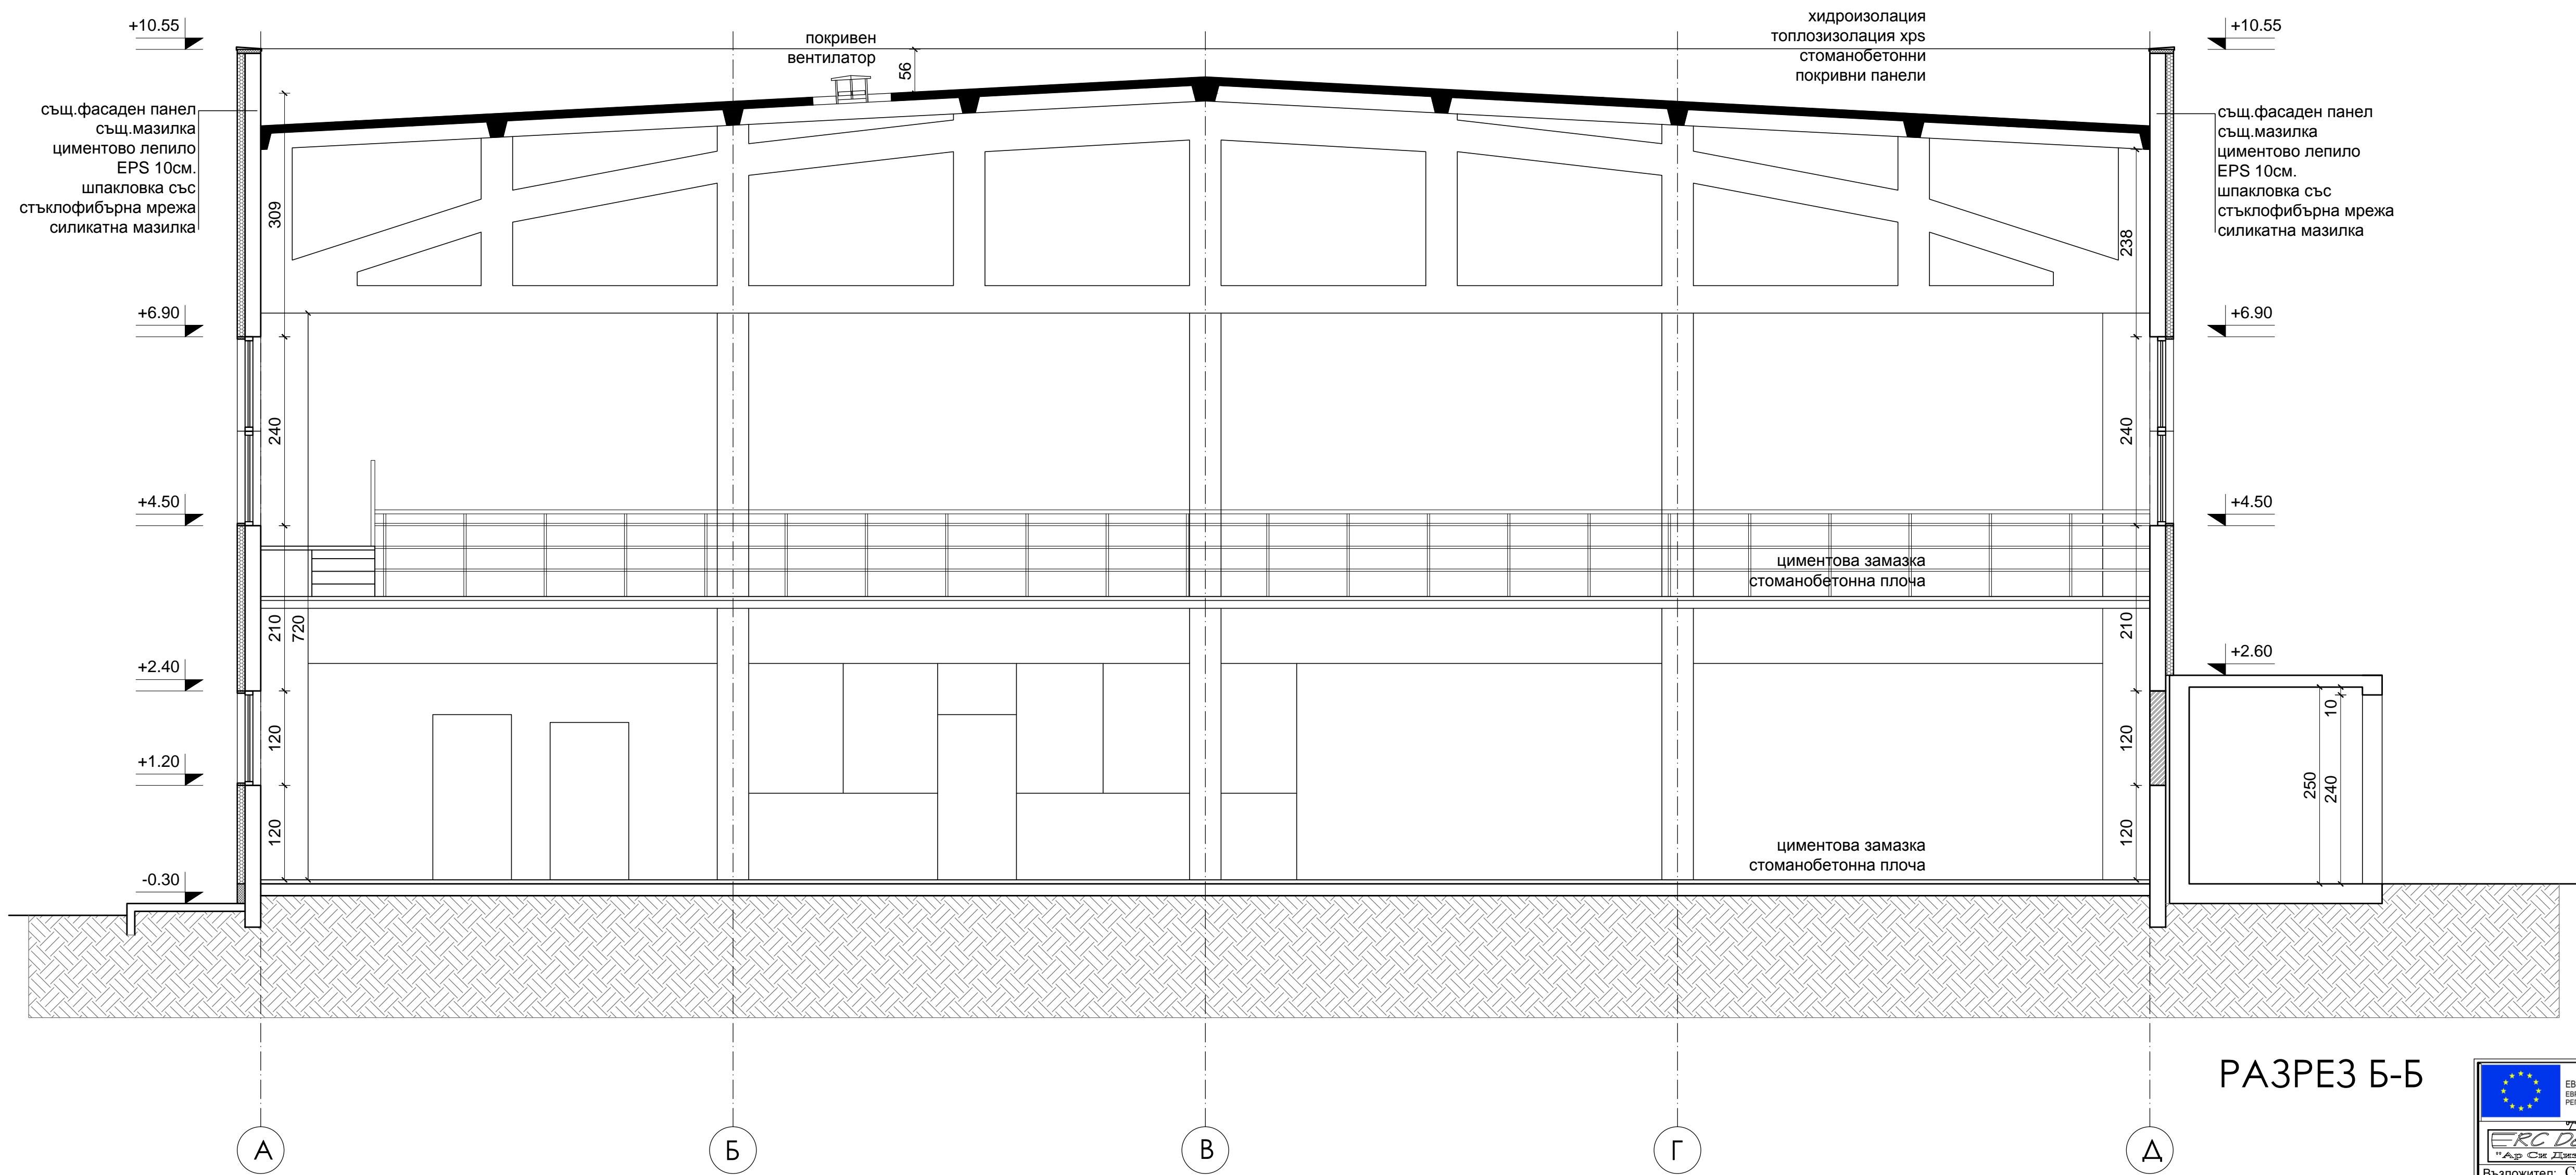 +10.55
покривен
вентилатор
56
хидроизолация
топлозизолация xps
стоманобетонни
покривни панели
+10.55
същ.фасаден панел
същ.мазилка
циментово лепило
EPS 10см.
шпакловка със
стъклофибърна мрежа
силикатна мазилка
309
238
същ.фасаден панел
същ.мазилка
циментово лепило
EPS 10см.
шпакловка със
стъклофибърна мрежа
силикатна мазилка
+6.90
+6.90
240
240
+4.50
+4.50
циментова замазка
стоманобетонна плоча
210
720
210
+2.40
+2.60
120
120
10
250
240
+1.20
120
120
циментова замазка
стоманобетонна плоча
-0.30
РАЗРЕЗ Б-Б
А
Б
В
Г
Д
"Ар Си
Възложител: